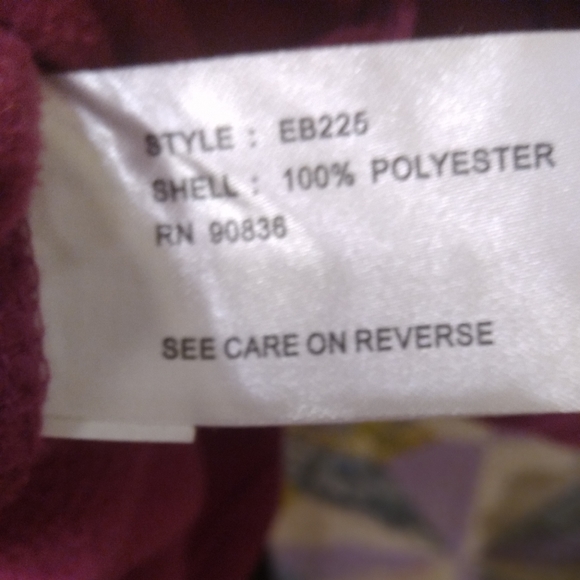 STYLE : EB225
SHELL : 100% POLYESTER
RN 90836
SEE CARE ON REVERSE